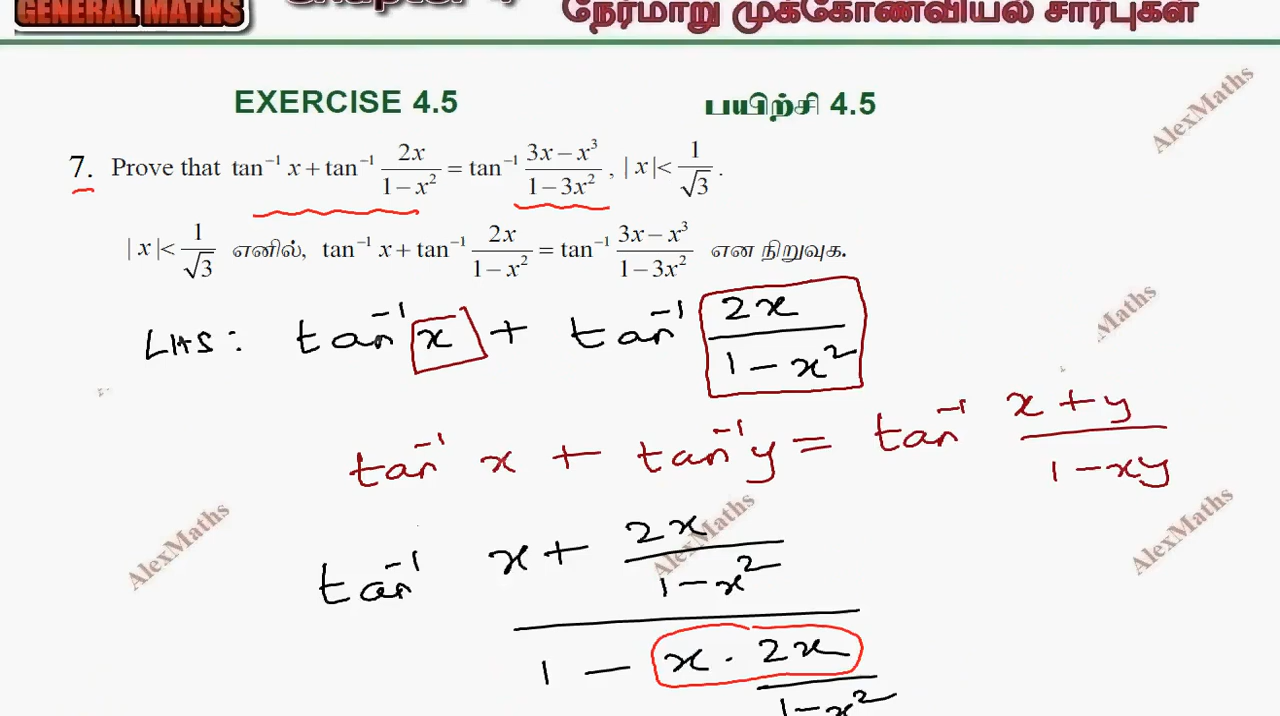 GENERAL MATHS
Chapter 4
நேர்மாறு முக்கோணவியல் சார்புகள்
EXERCISE 4.5
பயிற்சி 4.5
AlexMaths
7. Prove that tan⁻¹ x + tan⁻¹ 2x/(1−x²) = tan⁻¹ (3x−x³)/(1−3x²), |x| < 1/√3.
|x| < 1/√3 எனில், tan⁻¹ x + tan⁻¹ 2x/(1−x²) = tan⁻¹ (3x−x³)/(1−3x²) என நிறுவுக.
LHS: tan⁻¹ x + tan⁻¹ 2x/(1−x²)
Maths
tan⁻¹ x + tan⁻¹ y = tan⁻¹ (x+y)/(1−xy)
AlexMaths
AlexMaths
AlexMaths
tan⁻¹ (x + 2x/(1−x²))/(1 − x · 2x/(1−x²))